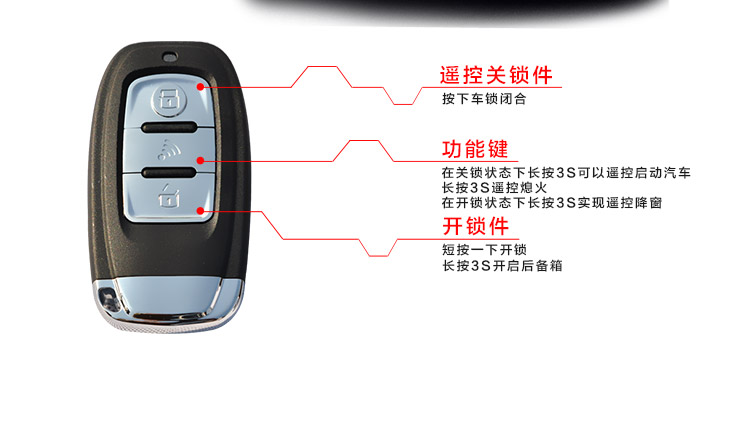 遥控关锁件
按下车锁闭合
功能键
在关锁状态下长按3S可以遥控启动汽车
长按3S遥控熄火
在开锁状态下长按3S实现遥控降窗
开锁件
短按一下开锁
长按3S开启后备箱